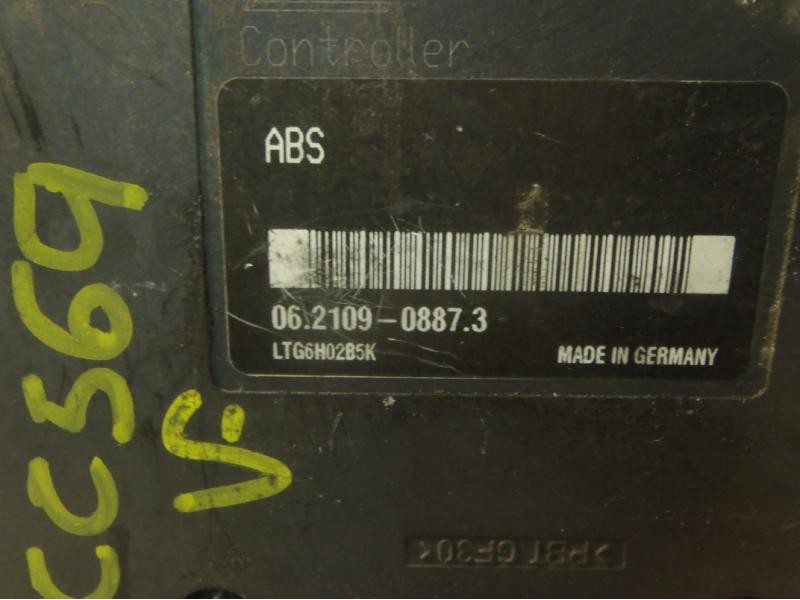 Controller
ABS
06.2109-0887.3
LTG6H02B5K
MADE IN GERMANY
CC569
>PBT GF30<